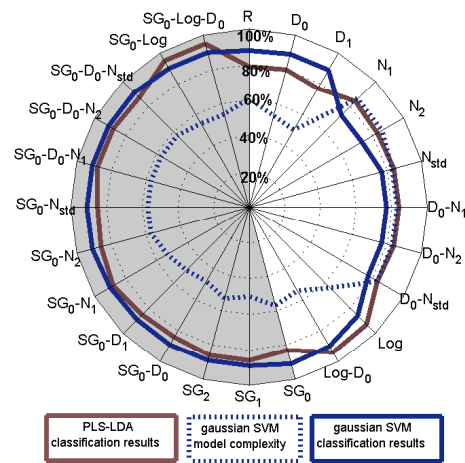 R
D₀
D₁
N₁
N₂
Nstd
D₀-N₁
D₀-N₂
D₀-Nstd
Log
Log-D₀
SG₀
SG₁
SG₂
SG₀-D₀
SG₀-D₁
SG₀-N₁
SG₀-N₂
SG₀-Nstd
SG₀-D₀-N₁
SG₀-D₀-N₂
SG₀-D₀-Nstd
SG₀-Log
SG₀-Log-D₀
100%
80%
60%
40%
20%
PLS-LDA
classification results
gaussian SVM
model complexity
gaussian SVM
classification results